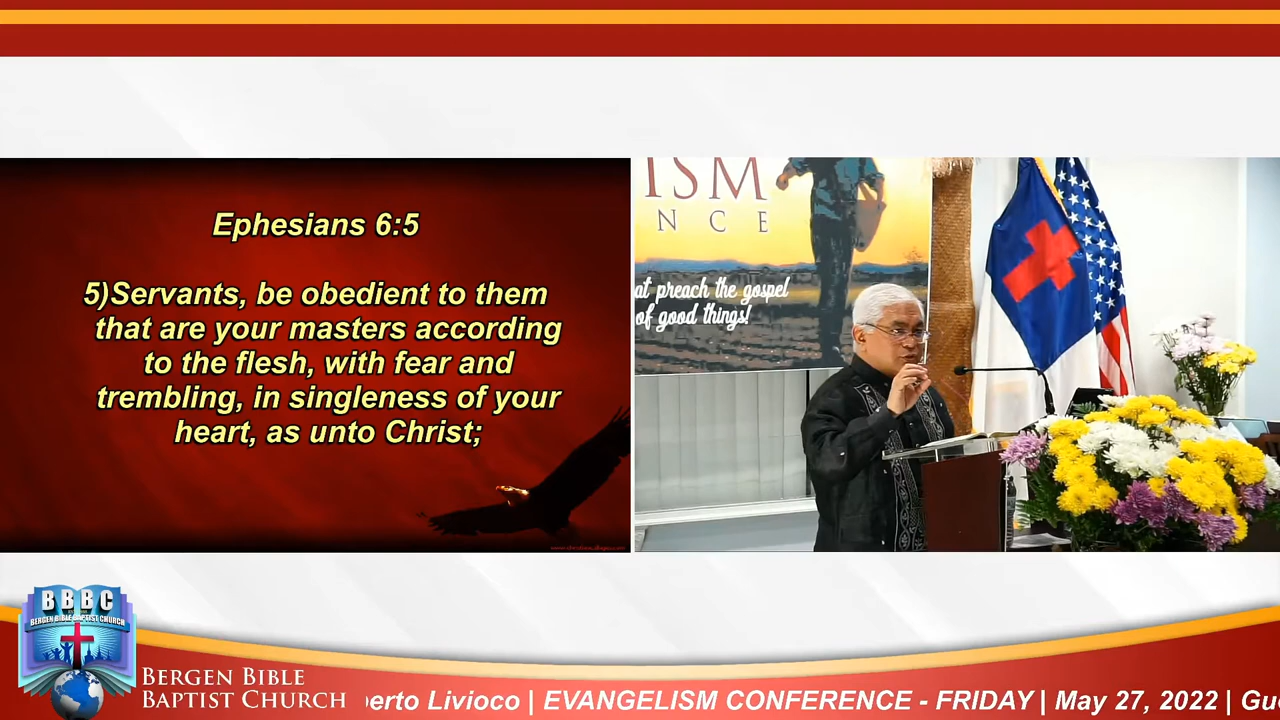 Ephesians 6:5
5)Servants, be obedient to them
that are your masters according
to the flesh, with fear and
trembling, in singleness of your
heart, as unto Christ;
ISM
NCE
at preach the gospel
of good things!
BBBC
BERGEN BIBLE BAPTIST CHURCH
BERGEN BIBLE
BAPTIST CHURCH
erto Livioco | EVANGELISM CONFERENCE - FRIDAY | May 27, 2022 | Gu